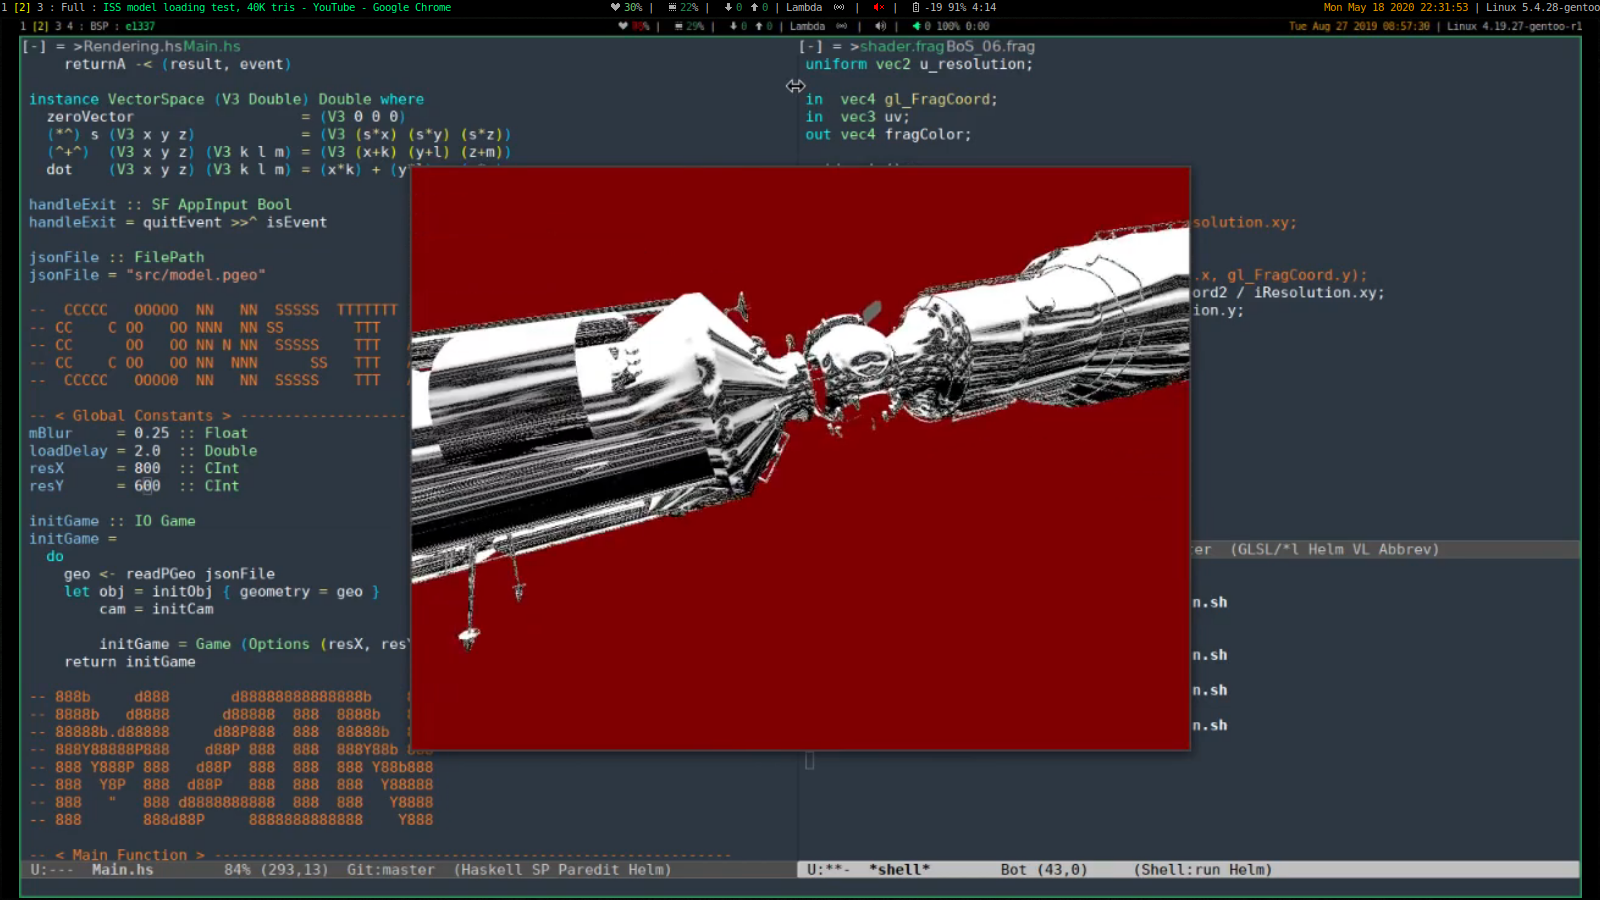 1 [2] 3 : Full : ISS model loading test, 40K tris - YouTube - Google Chrome
30% | 22% | 0 0 | Lambda | -19 91% 4:14
Mon May 18 2020 22:31:53 | Linux 5.4.28-gentoo
1 [2] 3 4 : BSP : e1337
29% | 0 0 | Lambda | 0 100% 0:00
Tue Aug 27 2019 08:57:30 | Linux 4.19.27-gentoo-r1
[-] = >Rendering.hsMain.hs
returnA -< (result, event)
instance VectorSpace (V3 Double) Double where
zeroVector = (V3 0 0 0)
(*^) s (V3 x y z) = (V3 (s*x) (s*y) (s*z))
(^+^) (V3 x y z) (V3 k l m) = (V3 (x+k) (y+l) (z+m))
dot (V3 x y z) (V3 k l m) = (x*k) + (y
handleExit :: SF AppInput Bool
handleExit = quitEvent >>^ isEvent
jsonFile :: FilePath
jsonFile = "src/model.pgeo"
-- CCCCC OOOOO NN NN SSSSS TTTTTTT
-- CC C OO OO NNN NN SS TTT
-- CC OO OO NN N NN SSSSS TTT
-- CC C OO OO NN NNN SS TTT
-- CCCCC OOOOO NN NN SSSSS TTT
-- < Global Constants > -------------------
mBlur = 0.25 :: Float
loadDelay = 2.0 :: Double
resX = 800 :: CInt
resY = 600 :: CInt
initGame :: IO Game
initGame =
do
geo <- readPGeo jsonFile
let obj = initObj { geometry = geo }
cam = initCam
initGame = Game (Options (resX, res
return initGame
-- 888b d888 d88888888888888b 8
-- 8888b d8888 d88888 888 8888b 8
-- 88888b.d88888 d88P888 888 88888b 8
-- 888Y88888P888 d88P 888 888 888Y88b 888
-- 888 Y888P 888 d88P 888 888 888 Y88b888
-- 888 Y8P 888 d88P 888 888 888 Y88888
-- 888 " 888 d8888888888 888 888 Y8888
-- 888 888d88P 8888888888888 Y888
-- < Main Function > -----------------------------------------------------------
U:--- Main.hs 84% (293,13) Git:master (Haskell SP Paredit Helm)
[-] = >shader.fragBoS_06.frag
uniform vec2 u_resolution;
in vec4 gl_FragCoord;
in vec3 uv;
out vec4 fragColor;
solution.xy;
.x, gl_FragCoord.y);
ord2 / iResolution.xy;
ion.y;
er (GLSL/*l Helm VL Abbrev)
n.sh
n.sh
n.sh
n.sh
U:**- *shell* Bot (43,0) (Shell:run Helm)